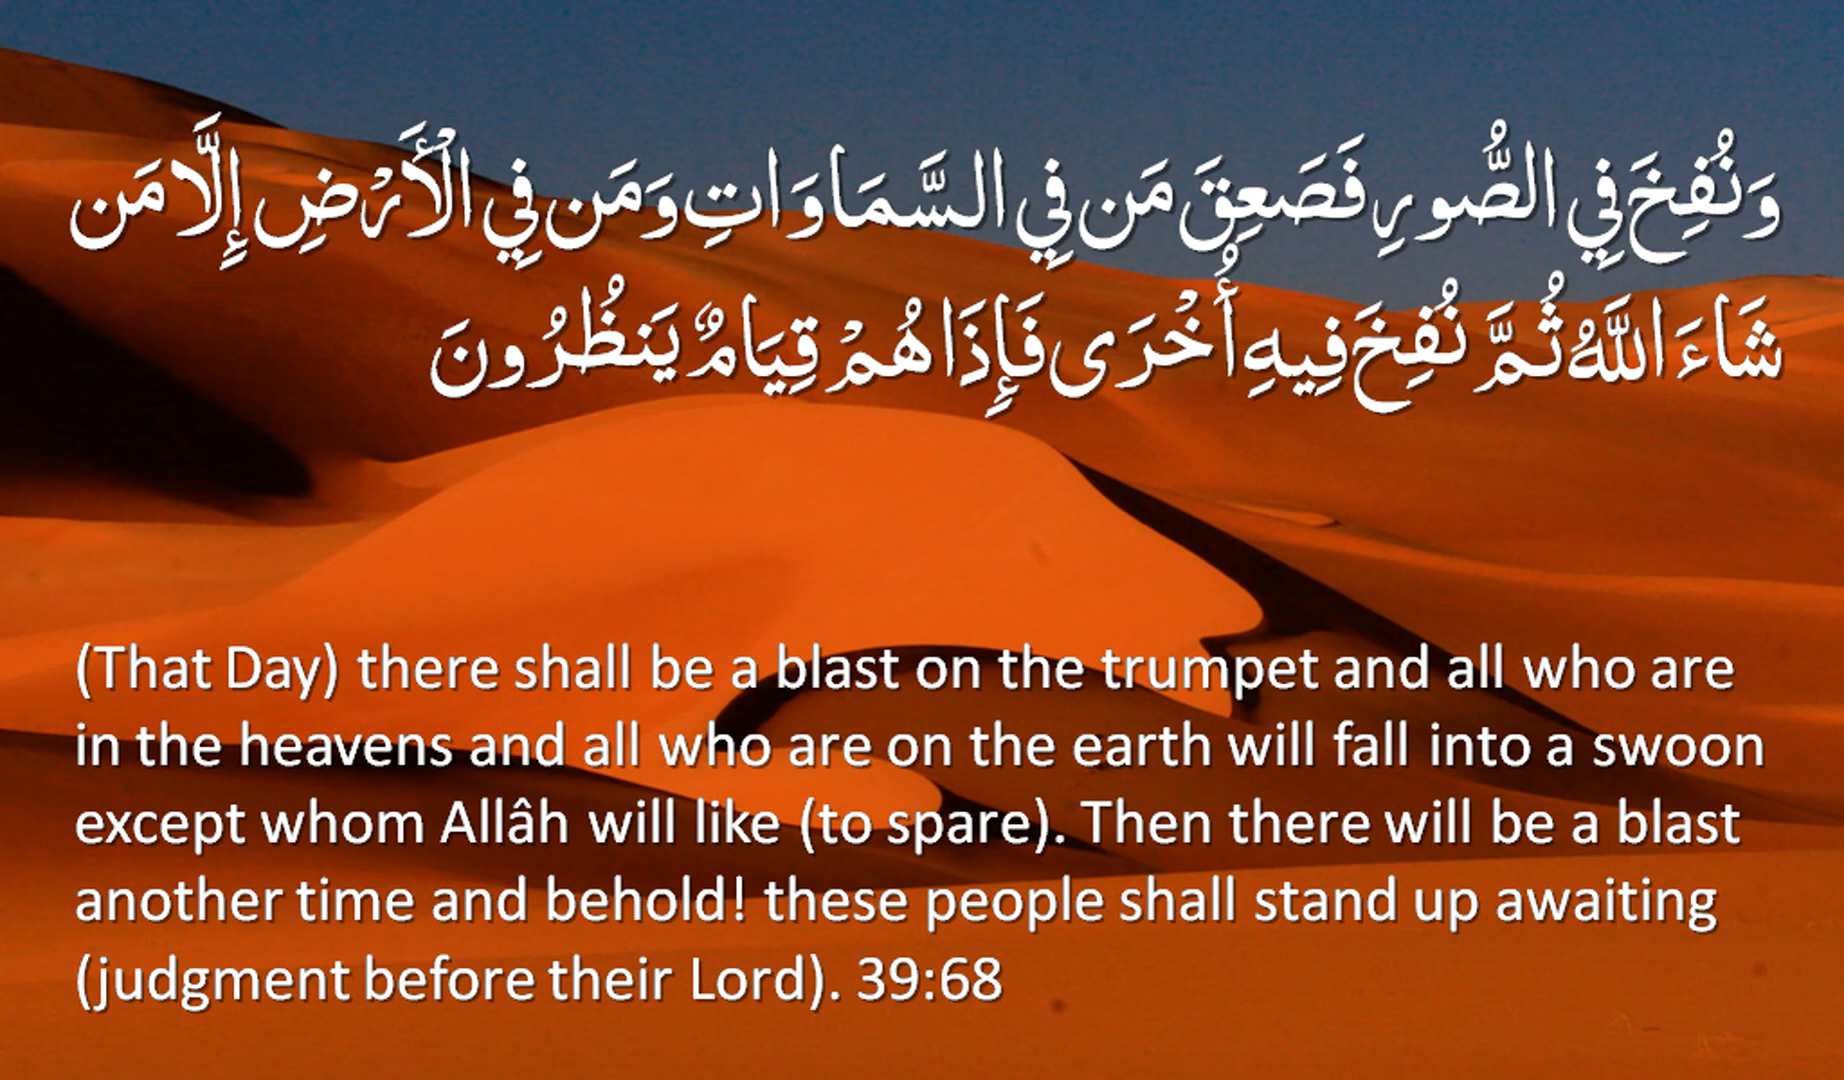 وَنُفِخَ فِي الصُّورِ فَصَعِقَ مَن فِي السَّمَاوَاتِ وَمَن فِي الْأَرْضِ إِلَّا مَن
شَاءَ اللَّهُ ثُمَّ نُفِخَ فِيهِ أُخْرَى فَإِذَا هُمْ قِيَامٌ يَنظُرُونَ
(That Day) there shall be a blast on the trumpet and all who are
in the heavens and all who are on the earth will fall into a swoon
except whom Allâh will like (to spare). Then there will be a blast
another time and behold! these people shall stand up awaiting
(judgment before their Lord). 39:68